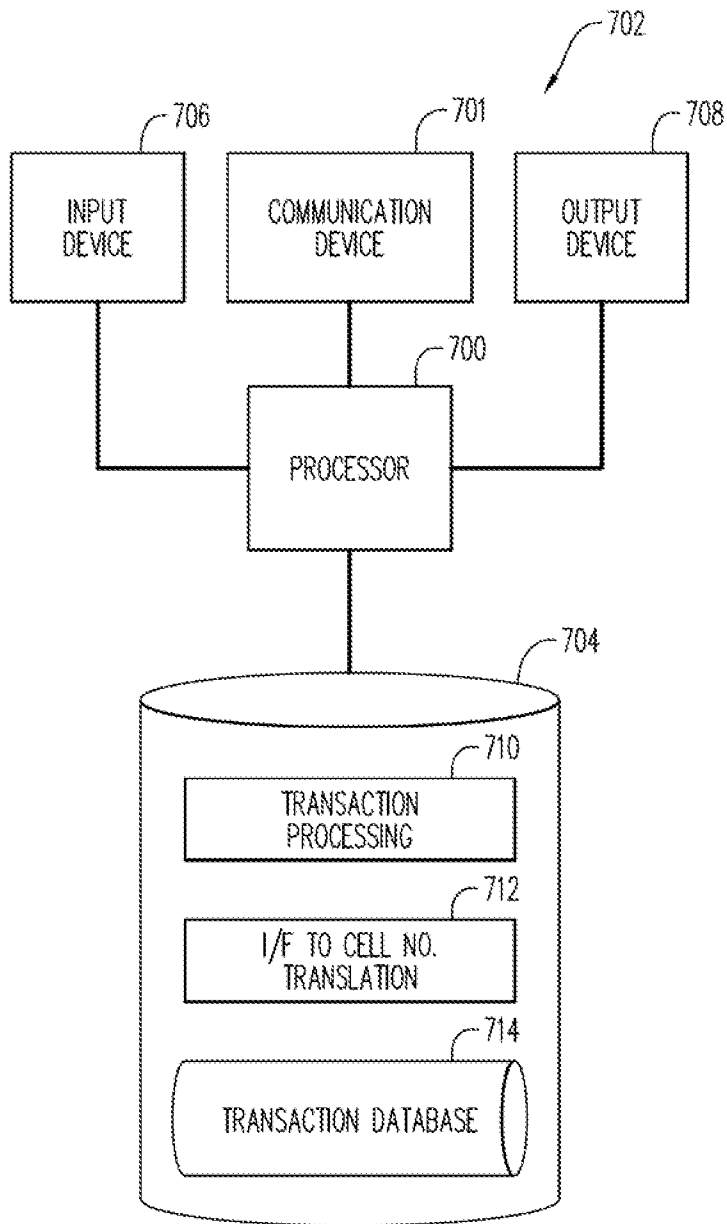 702
706
701
708
INPUT
DEVICE
COMMUNICATION
DEVICE
OUTPUT
DEVICE
700
PROCESSOR
704
710
TRANSACTION
PROCESSING
712
I/F TO CELL NO.
TRANSLATION
714
TRANSACTION DATABASE